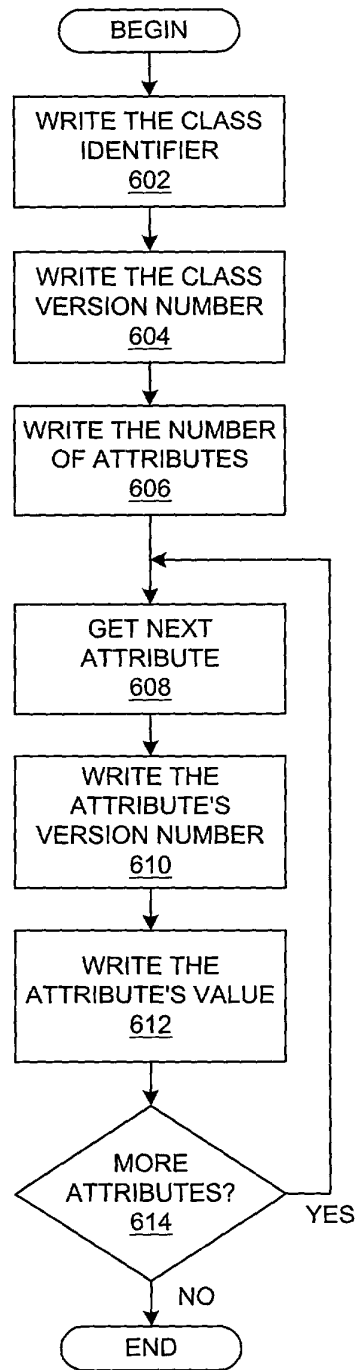 BEGIN
WRITE THE CLASS
IDENTIFIER
602
WRITE THE CLASS
VERSION NUMBER
604
WRITE THE NUMBER
OF ATTRIBUTES
606
GET NEXT
ATTRIBUTE
608
WRITE THE
ATTRIBUTE'S
VERSION NUMBER
610
WRITE THE
ATTRIBUTE'S VALUE
612
MORE
ATTRIBUTES?
614
YES
NO
END